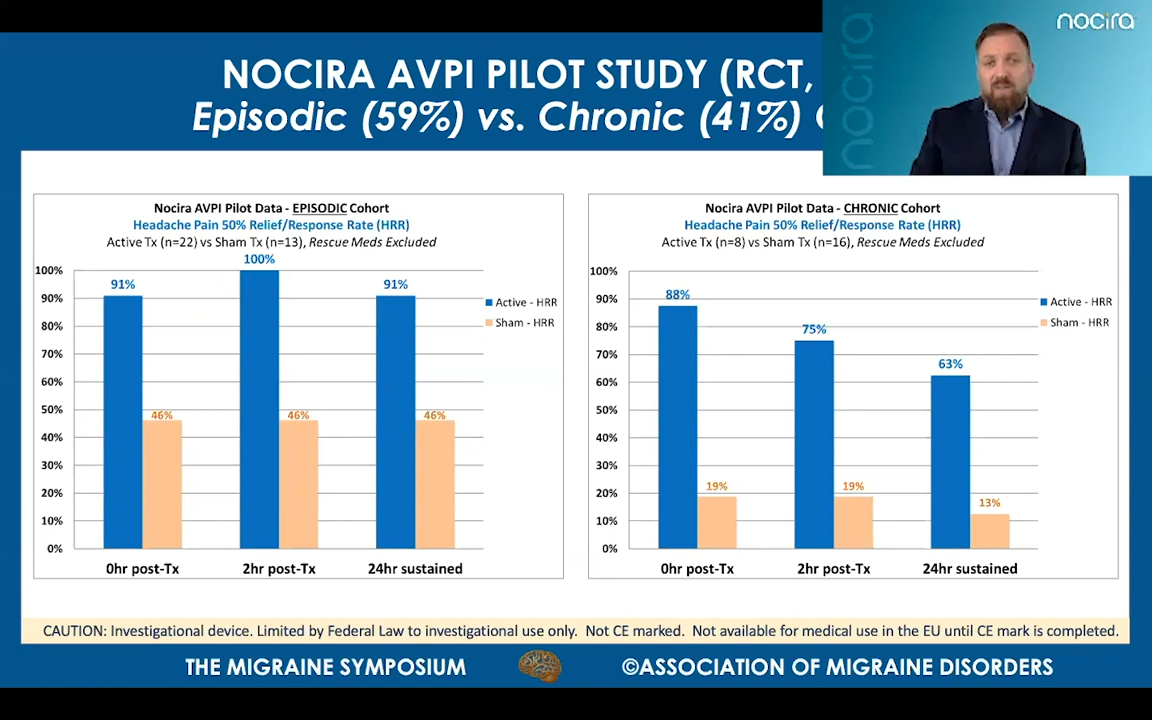 nocira
nocira
NOCIRA AVPI PILOT STUDY (RCT,
Episodic (59%) vs. Chronic (41%)
Nocira AVPI Pilot Data - EPISODIC Cohort
Headache Pain 50% Relief/Response Rate (HRR)
Active Tx (n=22) vs Sham Tx (n=13), Rescue Meds Excluded
100%
90%
80%
70%
60%
50%
40%
30%
20%
10%
0%
91%
46%
100%
46%
91%
46%
0hr post-Tx
2hr post-Tx
24hr sustained
Active - HRR
Sham - HRR
Nocira AVPI Pilot Data - CHRONIC Cohort
Headache Pain 50% Relief/Response Rate (HRR)
Active Tx (n=8) vs Sham Tx (n=16), Rescue Meds Excluded
100%
90%
80%
70%
60%
50%
40%
30%
20%
10%
0%
88%
19%
75%
19%
63%
13%
0hr post-Tx
2hr post-Tx
24hr sustained
Active - HRR
Sham - HRR
CAUTION: Investigational device. Limited by Federal Law to investigational use only. Not CE marked. Not available for medical use in the EU until CE mark is completed.
THE MIGRAINE SYMPOSIUM
©ASSOCIATION OF MIGRAINE DISORDERS